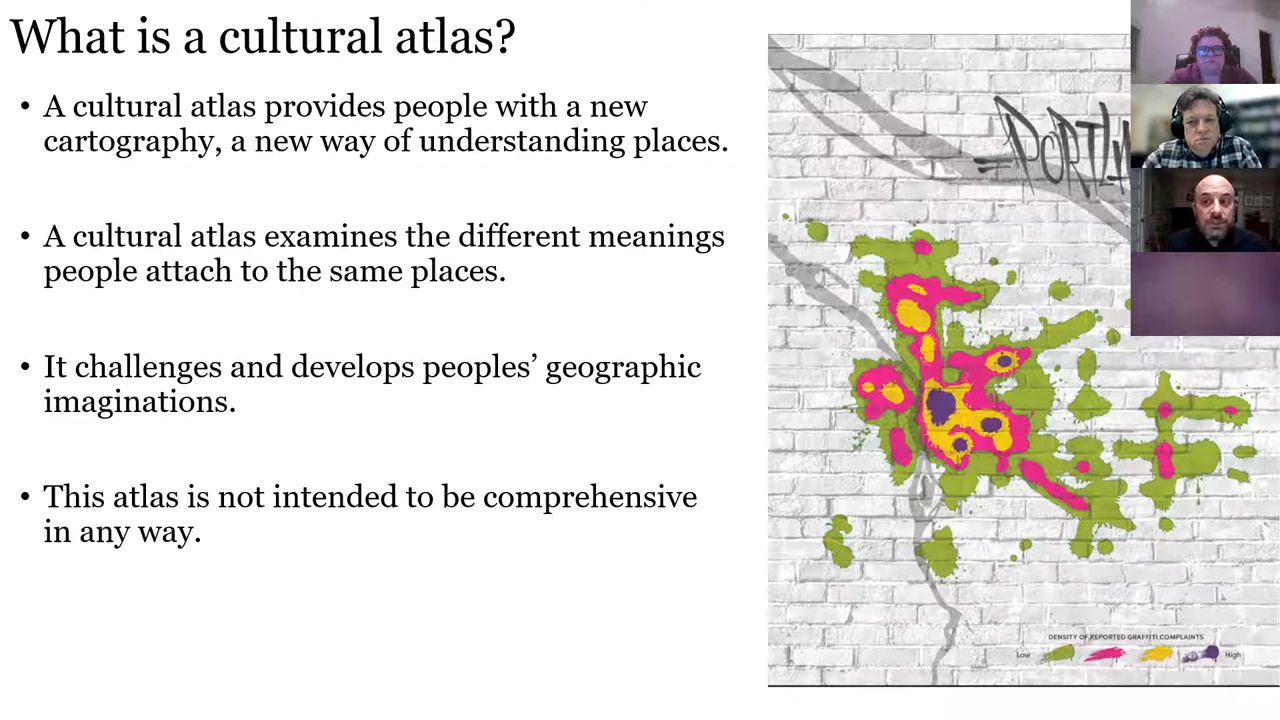 What is a cultural atlas?
• A cultural atlas provides people with a new
cartography, a new way of understanding places.
• A cultural atlas examines the different meanings
people attach to the same places.
• It challenges and develops peoples’ geographic
imaginations.
• This atlas is not intended to be comprehensive
in any way.
PORTLA
DENSITY OF REPORTED GRAFFITI COMPLAINTS
Low High